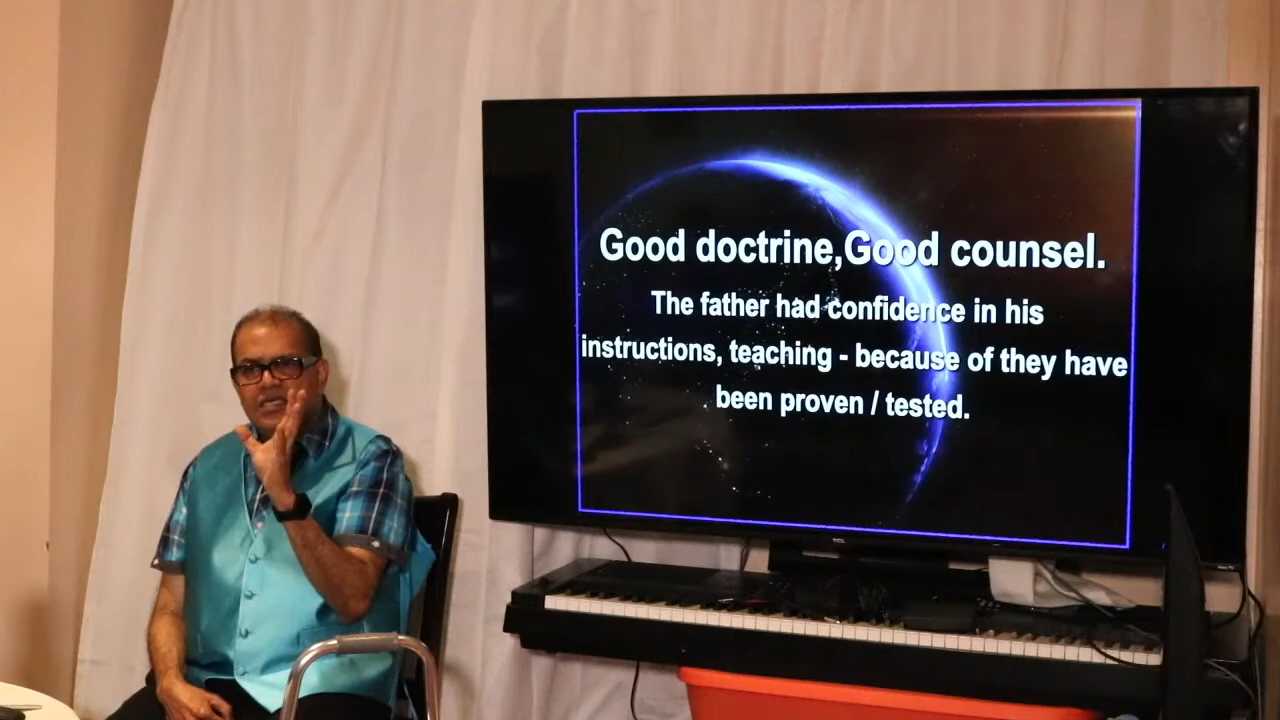 Good doctrine,Good counsel.
The father had confidence in his
instructions, teaching - because of they have
been proven / tested.
TCL